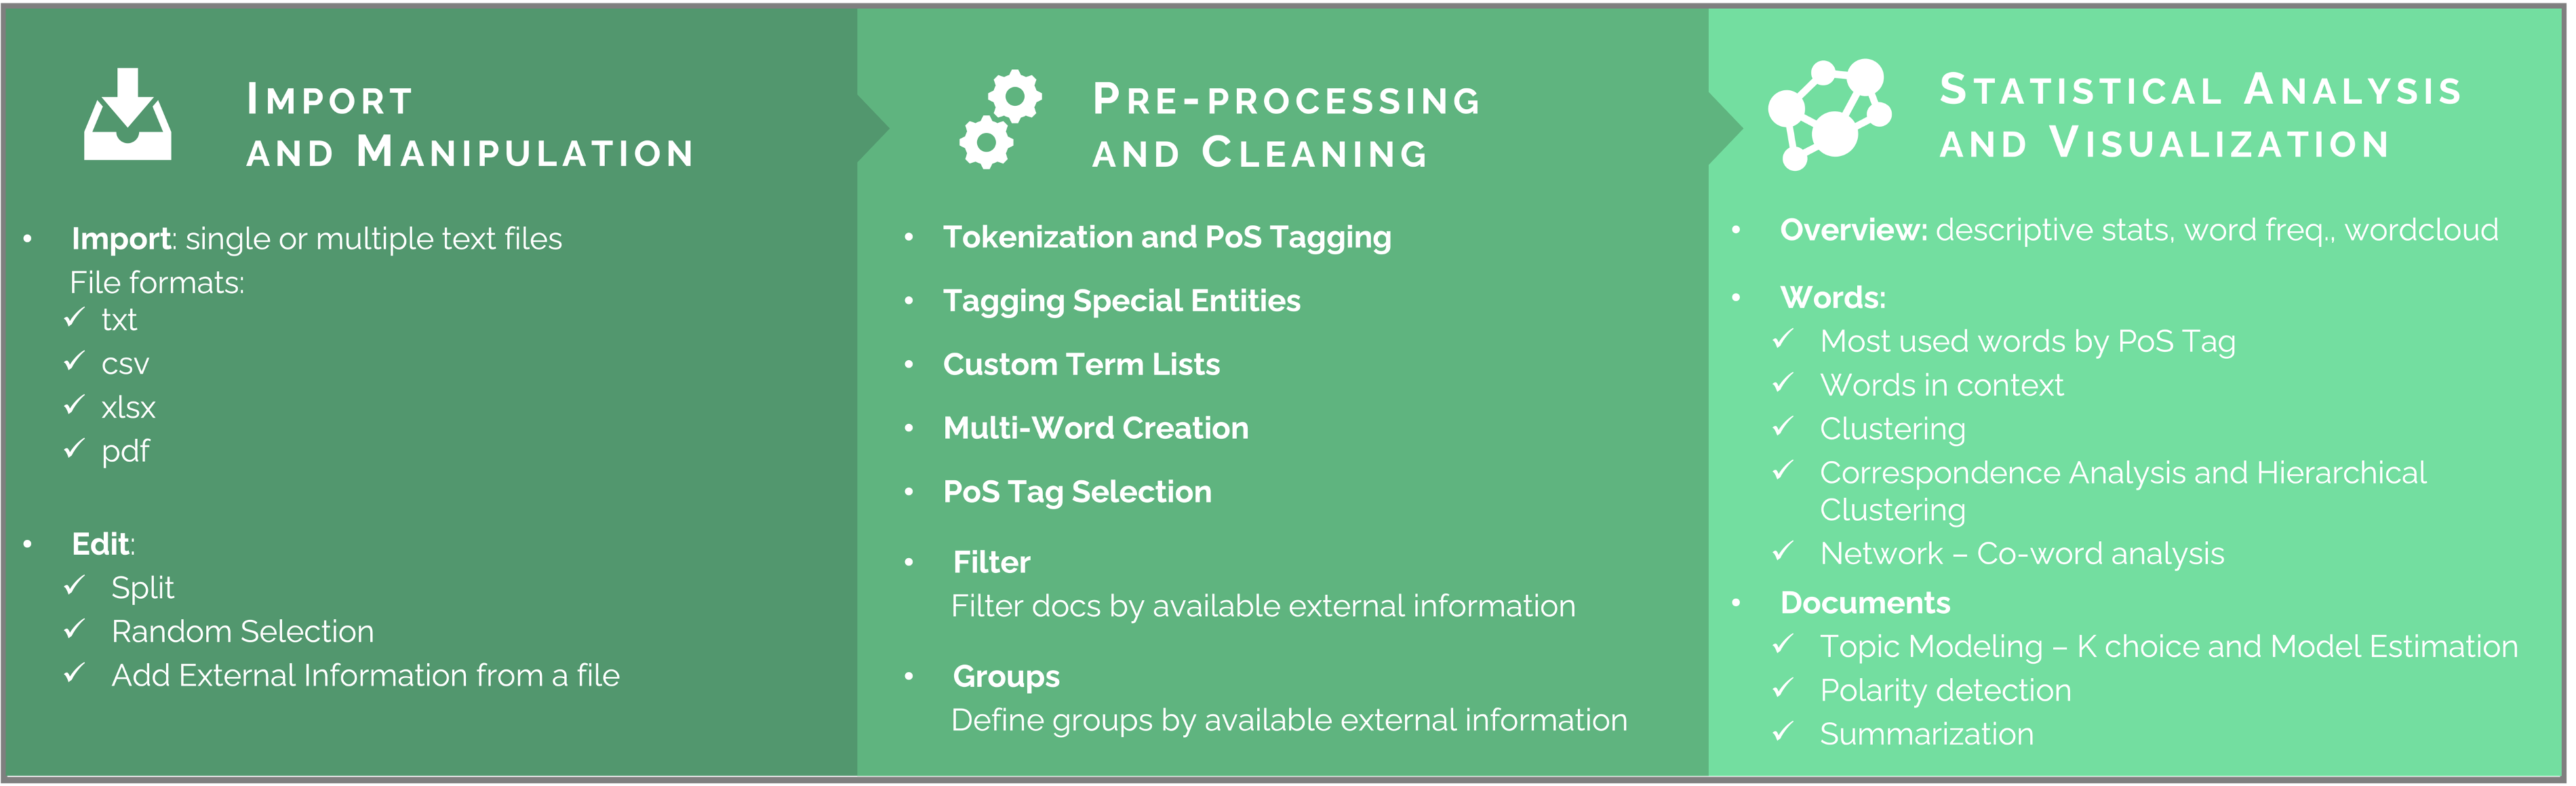 IMPORT
AND MANIPULATION
• Import: single or multiple text files
File formats:
✓ txt
✓ csv
✓ xlsx
✓ pdf
• Edit:
✓ Split
✓ Random Selection
✓ Add External Information from a file
PRE-PROCESSING
AND CLEANING
• Tokenization and PoS Tagging
• Tagging Special Entities
• Custom Term Lists
• Multi-Word Creation
• PoS Tag Selection
• Filter
Filter docs by available external information
• Groups
Define groups by available external information
STATISTICAL ANALYSIS
AND VISUALIZATION
• Overview: descriptive stats, word freq., wordcloud
• Words:
✓ Most used words by PoS Tag
✓ Words in context
✓ Clustering
✓ Correspondence Analysis and Hierarchical
Clustering
✓ Network – Co-word analysis
• Documents
✓ Topic Modeling – K choice and Model Estimation
✓ Polarity detection
✓ Summarization